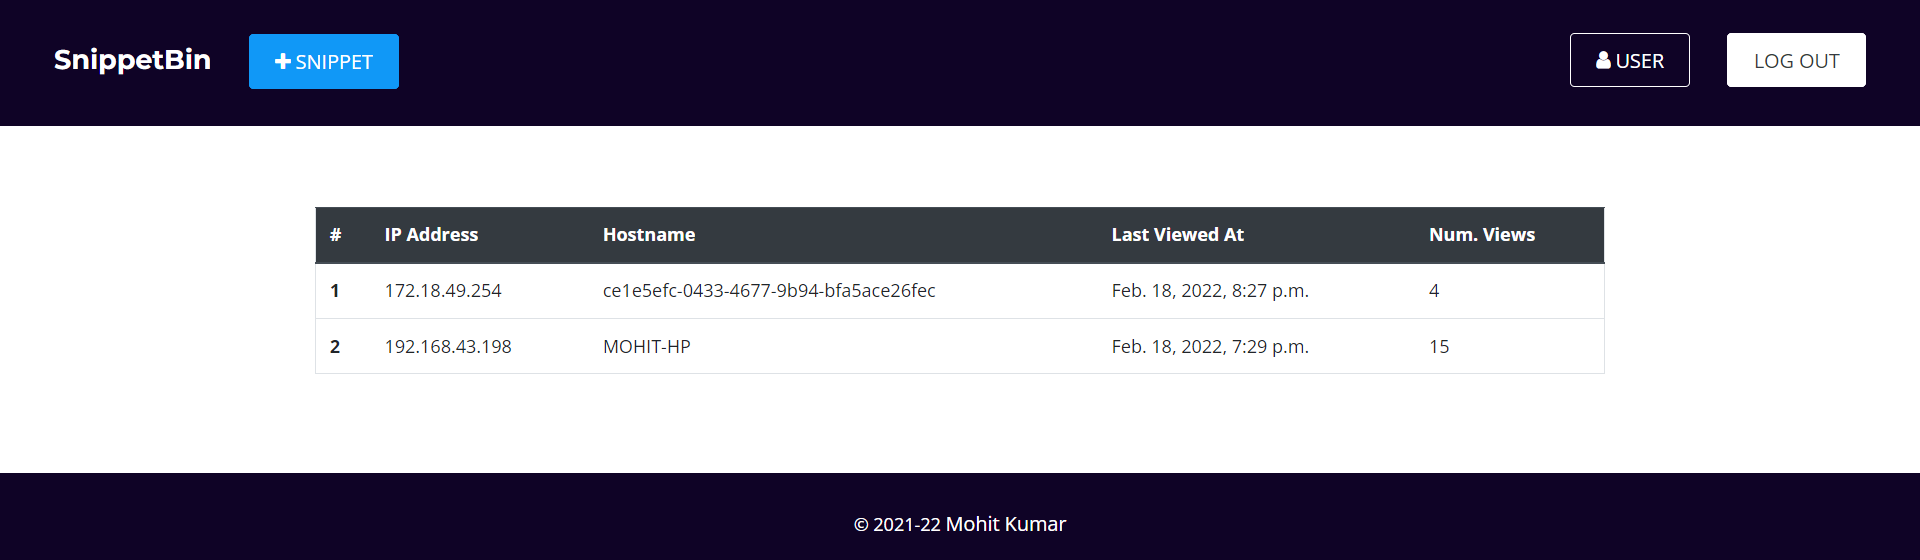 SnippetBin SNIPPET USER LOG OUT
# IP Address Hostname Last Viewed At Num. Views
1 172.18.49.254 ce1e5efc-0433-4677-9b94-bfa5ace26fec Feb. 18, 2022, 8:27 p.m. 4
2 192.168.43.198 MOHIT-HP Feb. 18, 2022, 7:29 p.m. 15
© 2021-22 Mohit Kumar